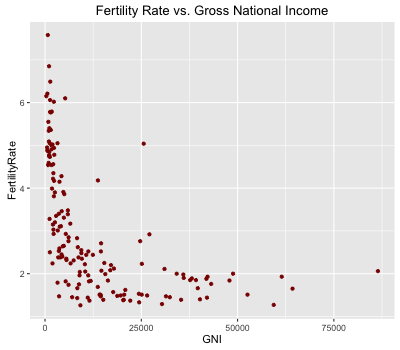 Fertility Rate vs. Gross National Income
6
4
2
FertilityRate
0
25000
50000
75000
GNI